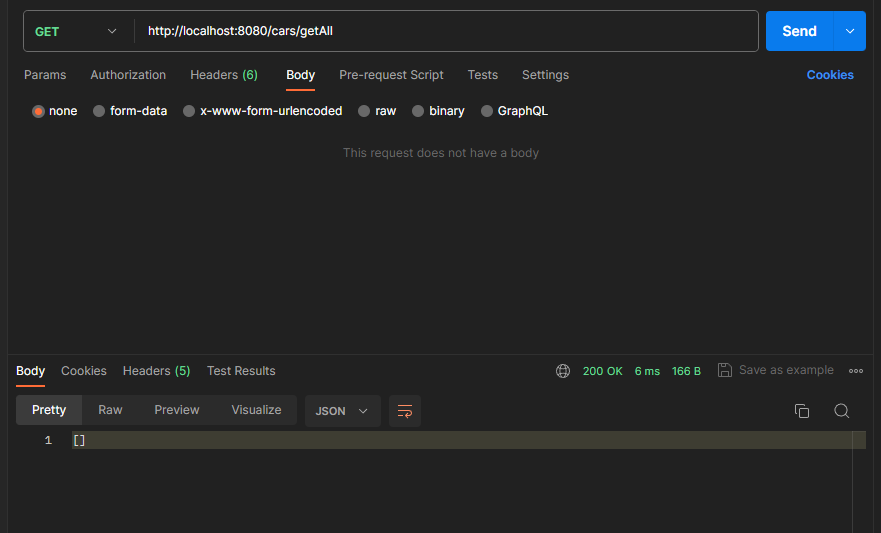 GET http://localhost:8080/cars/getAll Send
Params Authorization Headers (6) Body Pre-request Script Tests Settings Cookies
none form-data x-www-form-urlencoded raw binary GraphQL
This request does not have a body
Body Cookies Headers (5) Test Results 200 OK 6 ms 166 B Save as example
Pretty Raw Preview Visualize JSON
1 []